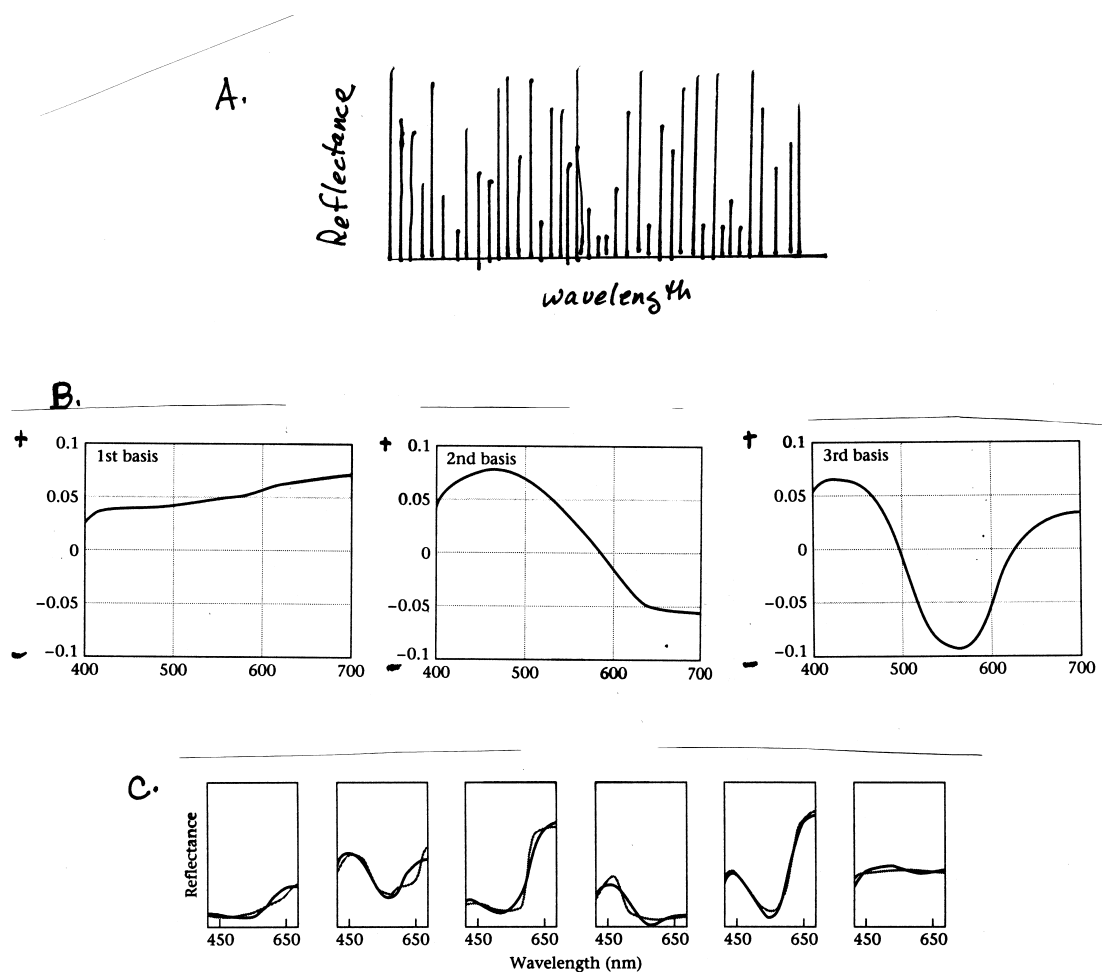 A.
Reflectance
wavelength
B.
+ + +
0.1 0.1 0.1
1st basis 2nd basis 3rd basis
0.05 0.05 0.05
0 0 0
−0.05 −0.05 −0.05
−0.1 −0.1 −0.1
- - -
400 500 600 700 400 500 600 700 400 500 600 700
C.
Reflectance
450 650 450 650 450 650 450 650 450 650 450 650
Wavelength (nm)